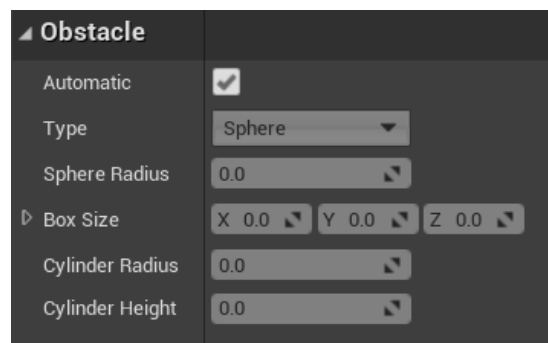 Obstacle
Automatic
Type Sphere
Sphere Radius 0.0
Box Size X 0.0 Y 0.0 Z 0.0
Cylinder Radius 0.0
Cylinder Height 0.0